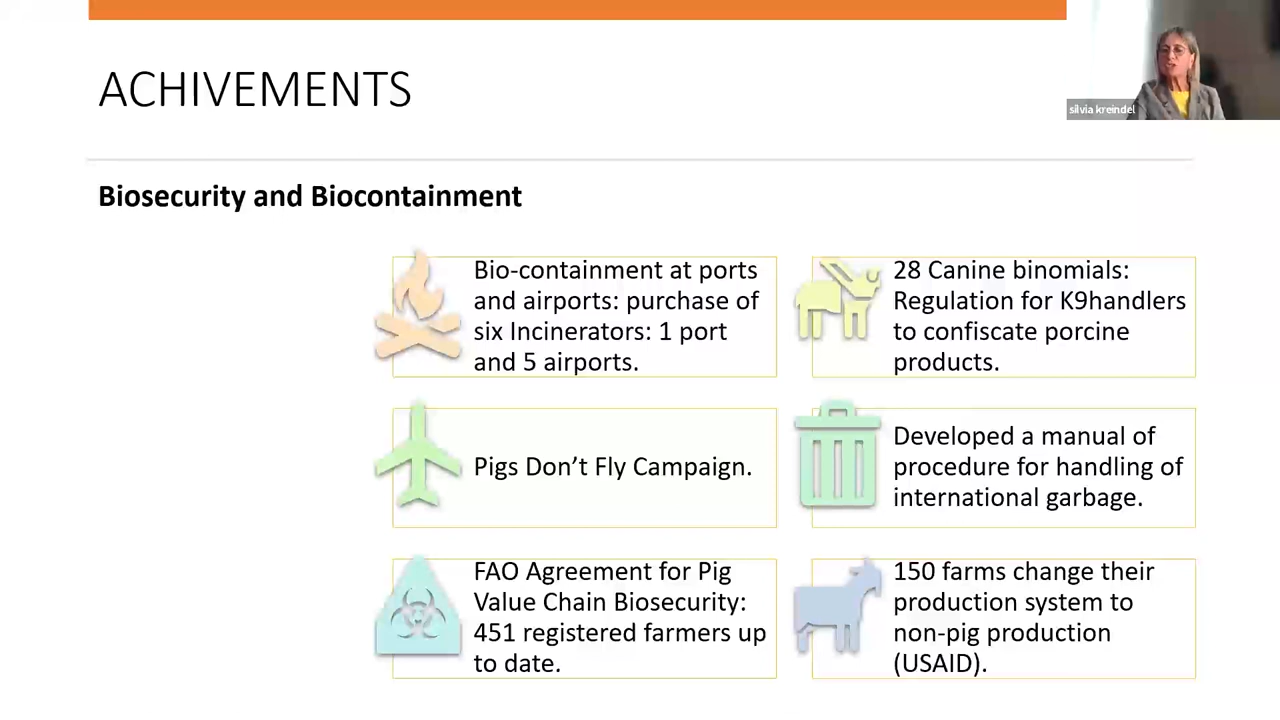 ACHIVEMENTS
silvia kreindel
Biosecurity and Biocontainment
Bio-containment at ports
and airports: purchase of
six Incinerators: 1 port
and 5 airports.
28 Canine binomials:
Regulation for K9handlers
to confiscate porcine
products.
Pigs Don’t Fly Campaign.
Developed a manual of
procedure for handling of
international garbage.
FAO Agreement for Pig
Value Chain Biosecurity:
451 registered farmers up
to date.
150 farms change their
production system to
non-pig production
(USAID).